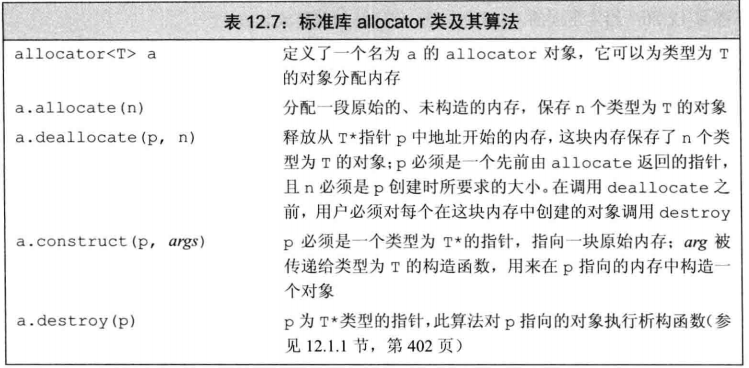 表 12.7：标准库 allocator 类及其算法
allocator<T> a 定义了一个名为 a 的 allocator 对象，它可以为类型为 T
的对象分配内存
a.allocate(n) 分配一段原始的、未构造的内存，保存 n 个类型为 T 的对象
a.deallocate(p, n) 释放从 T*指针 p 中地址开始的内存，这块内存保存了 n 个类
型为 T 的对象；p 必须是一个先前由 allocate 返回的指针，
且 n 必须是 p 创建时所要求的大小。在调用 deallocate 之
前，用户必须对每个在这块内存中创建的对象调用 destroy
a.construct(p, args) p 必须是一个类型为 T*的指针，指向一块原始内存；arg 被
传递给类型为 T 的构造函数，用来在 p 指向的内存中构造一
个对象
a.destroy(p) p 为 T*类型的指针，此算法对 p 指向的对象执行析构函数（参
见 12.1.1 节，第 402 页）